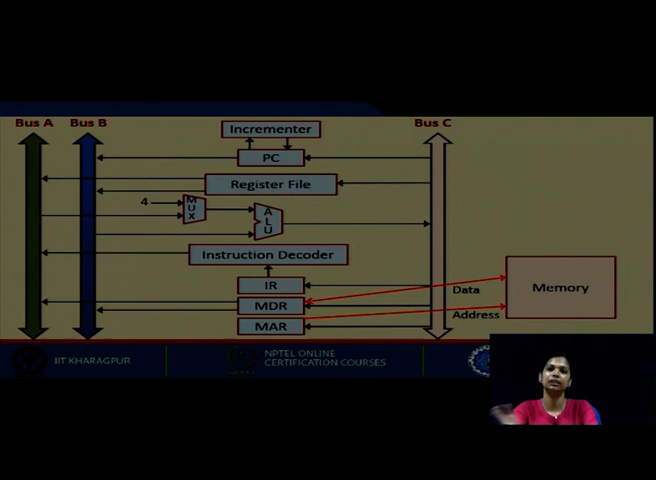 Bus A
Bus B
Bus C
Incrementer
PC
Register File
4
MUX
ALU
Instruction Decoder
IR
MDR
MAR
Data
Address
Memory
IIT KHARAGPUR
NPTEL ONLINE
CERTIFICATION COURSES